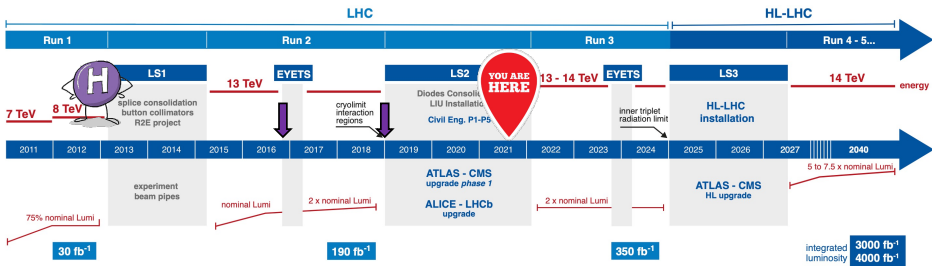 LHC
HL-LHC
Run 1
Run 2
Run 3
Run 4 - 5...
LS1
EYETS
LS2
EYETS
LS3
13 TeV
YOU ARE
HERE
13 - 14 TeV
14 TeV
energy
7 TeV
8 TeV
H
splice consolidation
button collimators
R2E project
cryolimit
interaction
regions
Diodes Consoli
LIU Installatio
Civil Eng. P1-P5
inner triplet
radiation limit
HL-LHC
installation
2011
2012
2013
2014
2015
2016
2017
2018
2019
2020
2021
2022
2023
2024
2025
2026
2027
2040
5 to 7.5 x nominal Lumi
experiment
beam pipes
ATLAS - CMS
upgrade phase 1
ALICE - LHCb
upgrade
ATLAS - CMS
HL upgrade
75% nominal Lumi
nominal Lumi
2 x nominal Lumi
2 x nominal Lumi
30 fb-1
190 fb-1
350 fb-1
integrated
luminosity
3000 fb-1
4000 fb-1